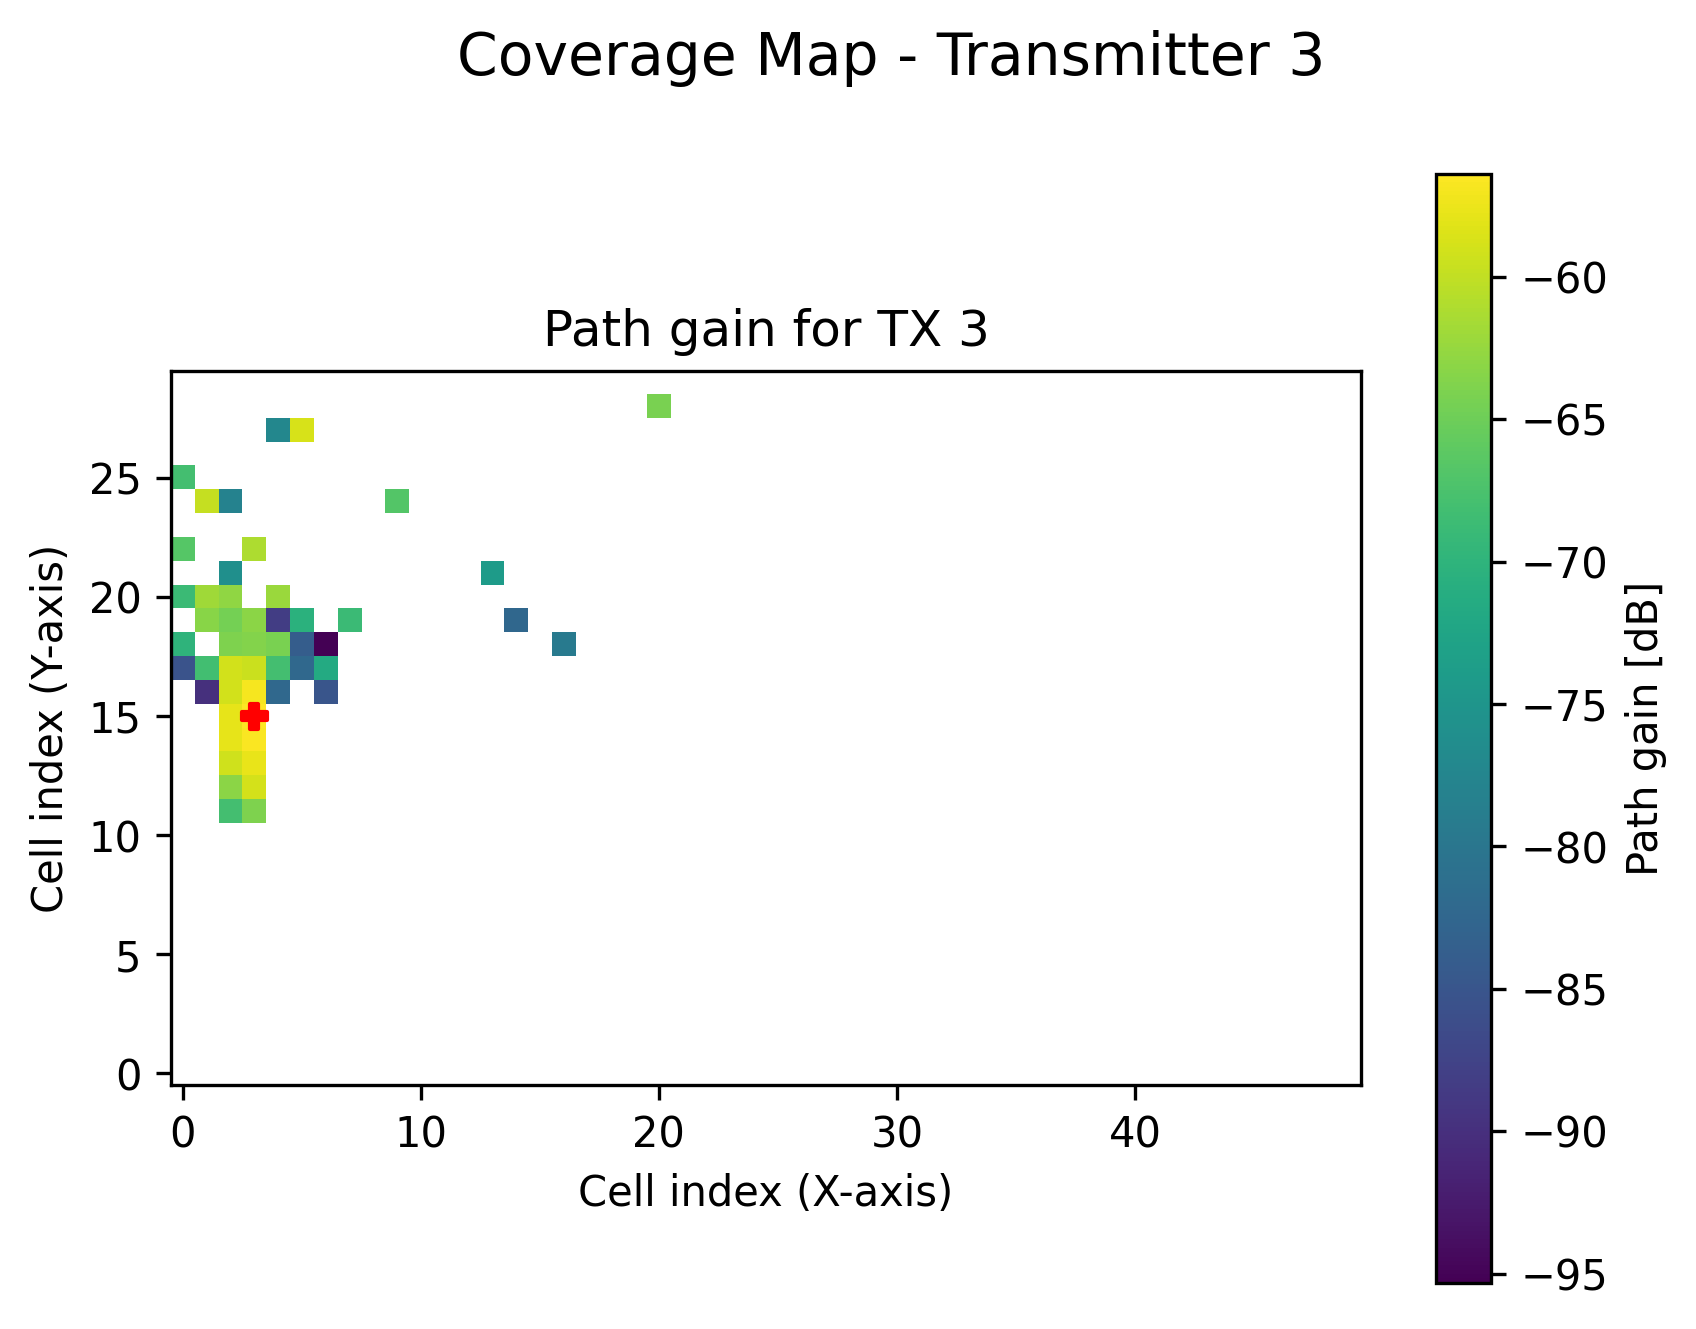 Coverage Map - Transmitter 3
Path gain for TX 3
25
20
15
10
5
0
Cell index (Y-axis)
0 10 20 30 40
Cell index (X-axis)
−60
−65
−70
−75
−80
−85
−90
−95
Path gain [dB]